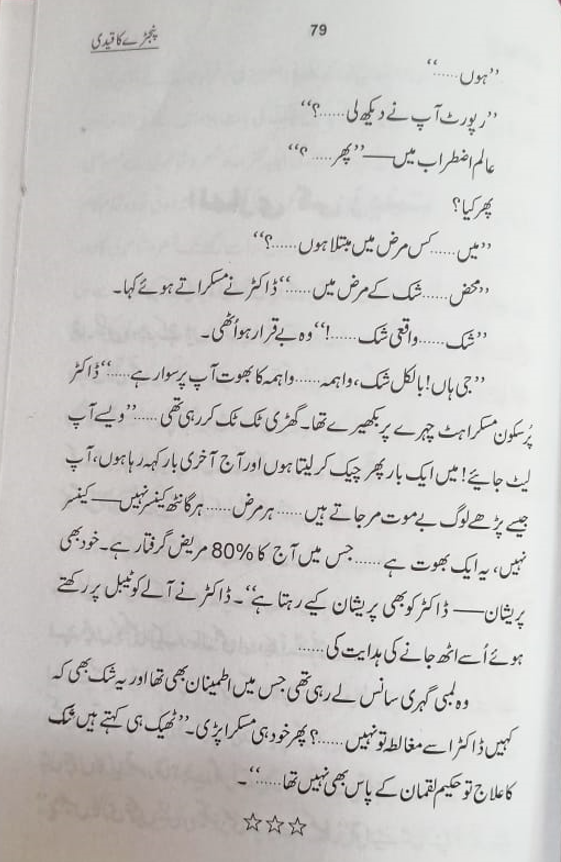 پنجڑے کا قیدی
79
”ہوں......“
”رپورٹ آپ نے دیکھ لی......؟“
عالم اضطراب میں — ”پھر......؟“
پھر کیا؟
”میں......کس مرض میں مبتلا ہوں......؟“
”محض......شک کے مرض میں......“ ڈاکٹر نے مسکراتے ہوئے کہا۔
”شک......واقعی شک......!“ وہ بے قرار ہو اُٹھی۔
”جی ہاں! بالکل شک، واہمہ......واہمہ کا بھوت آپ پر سوار ہے......“ ڈاکٹر
پُرسکون مسکراہٹ چہرے پر بکھیرے تھا۔ گھڑی ٹک ٹک کر رہی تھی......”ویسے آپ
لیٹ جایئے! میں ایک بار پھر چیک کر لیتا ہوں اور آج آخری بار کہہ رہا ہوں، آپ
جیسے پڑھے لوگ بے موت مر جاتے ہیں......ہر مرض......ہر گانٹھ کینسر نہیں — کینسر
نہیں، یہ ایک بھوت ہے......جس میں آج کا 80% مریض گرفتار ہے۔ خود بھی
پریشان — ڈاکٹر کو بھی پریشان کیے رہتا ہے“۔ ڈاکٹر نے آلے کو ٹیبل پر رکھتے
ہوئے اُسے اٹھ جانے کی ہدایت کی......
وہ لمبی گہری سانس لے رہی تھی جس میں اطمینان بھی تھا اور یہ شک بھی کہ
کہیں ڈاکٹر اسے مغالطہ تو نہیں......؟ پھر خود ہی مسکرا پڑی۔ ”ٹھیک ہی کہتے ہیں شک
کا علاج تو حکیم لقمان کے پاس بھی نہیں تھا......“۔
☆☆☆